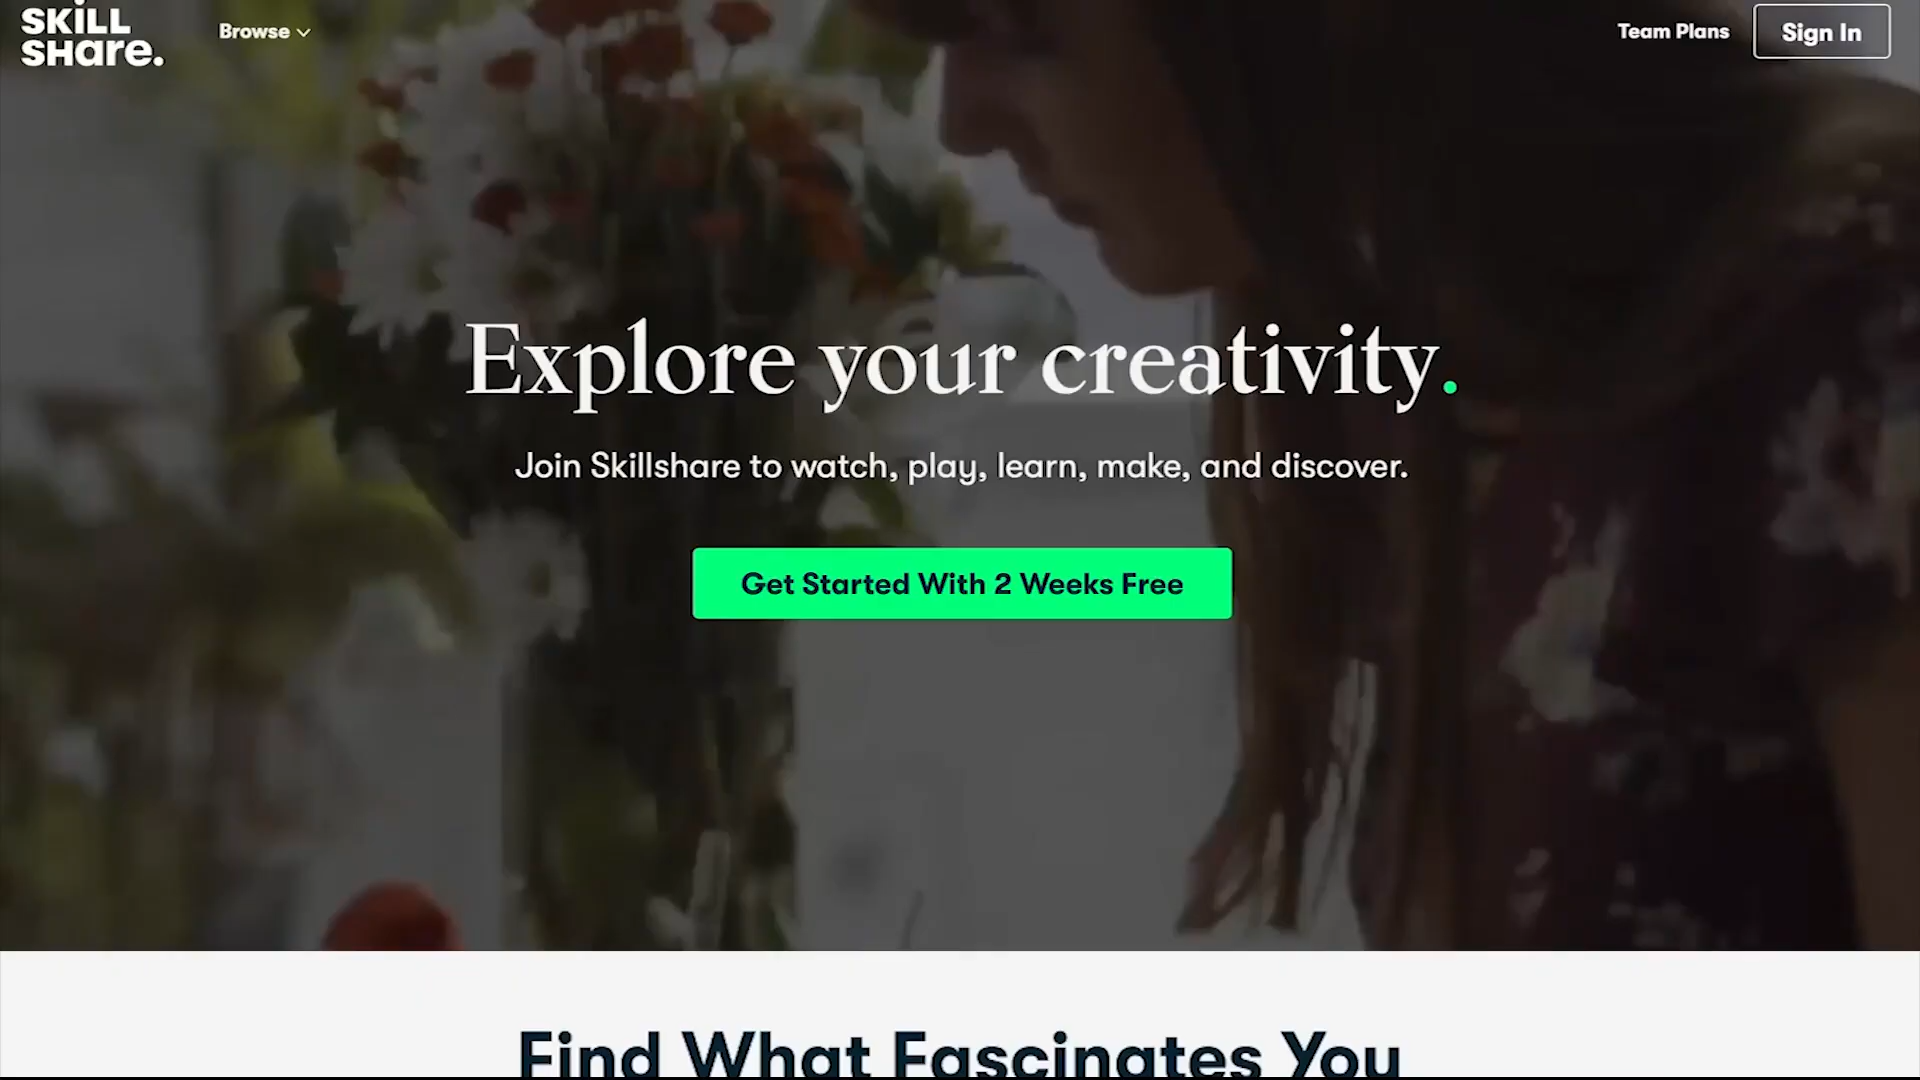 SKILL
SHare.
Browse
Team Plans
Sign In
Explore your creativity.
Join Skillshare to watch, play, learn, make, and discover.
Get Started With 2 Weeks Free
Find What Fascinates You